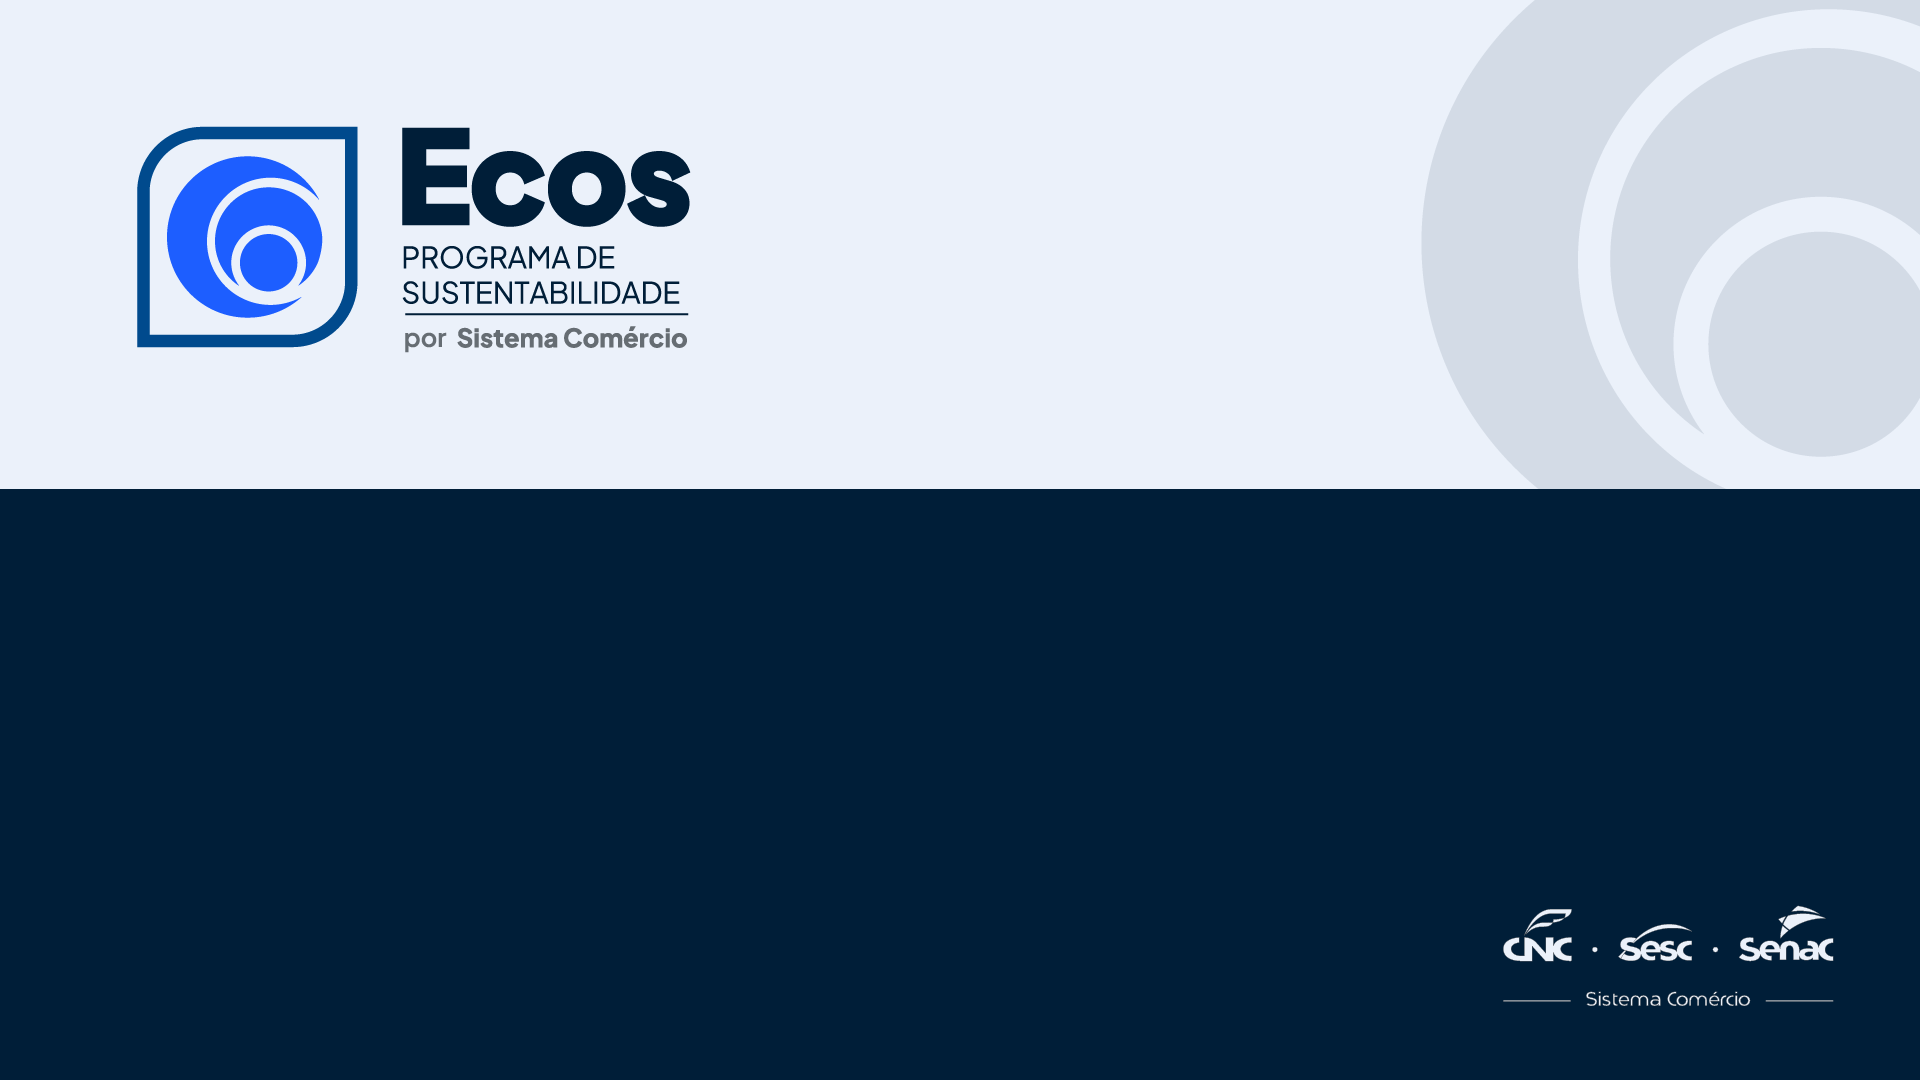 Ecos
PROGRAMA DE
SUSTENTABILIDADE
por Sistema Comércio
CNC · Sesc · Senac
Sistema Comércio